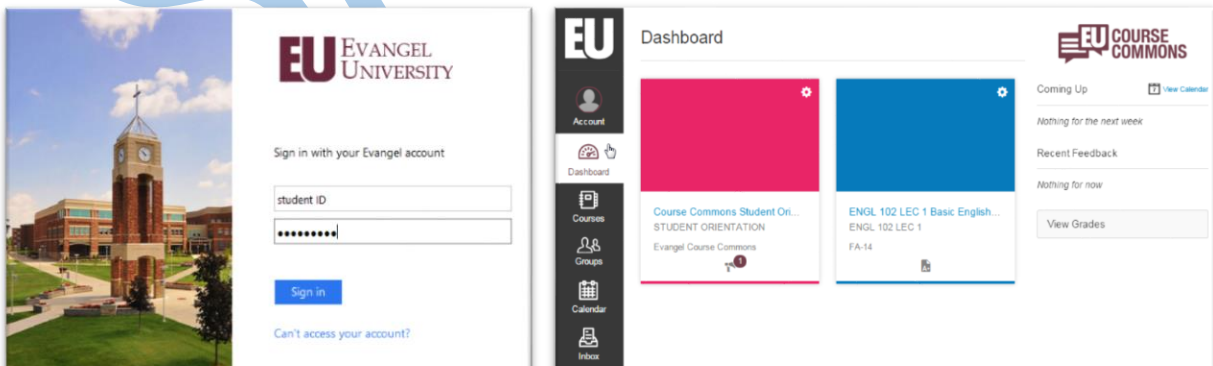 EU EVANGEL
UNIVERSITY
Sign in with your Evangel account
student ID
•••••••••
Sign in
Can't access your account?
EU
Account
Dashboard
Courses
Groups
Calendar
Inbox
Dashboard
Course Commons Student Ori...
STUDENT ORIENTATION
Evangel Course Commons
1
ENGL 102 LEC 1 Basic English...
ENGL 102 LEC 1
FA-14
EU COURSE
COMMONS
Coming Up
View Calendar
Nothing for the next week
Recent Feedback
Nothing for now
View Grades